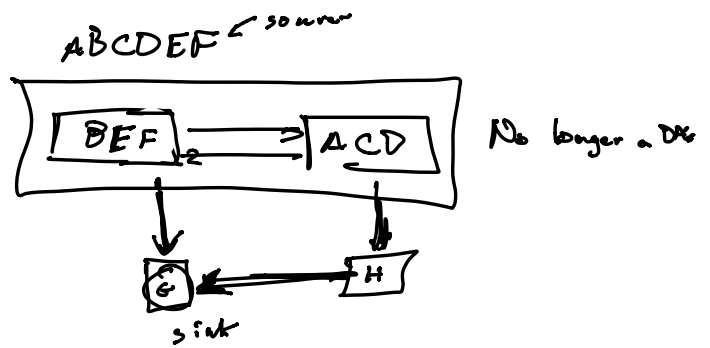 source
ABCDEF
BEF
ACD
No longer a DAG
2
G
H
sink